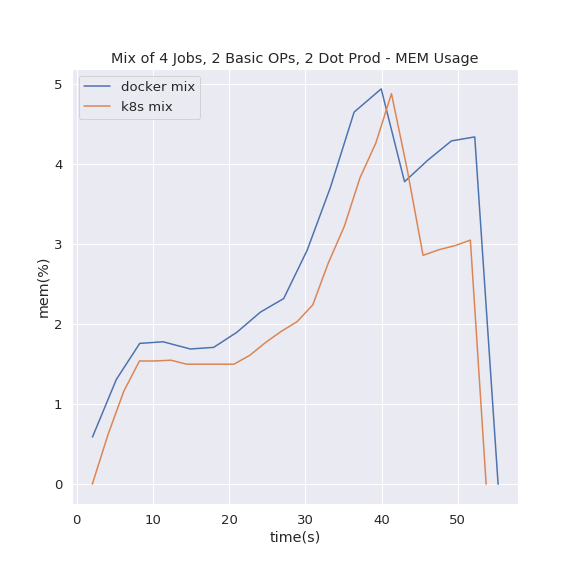 Mix of 4 Jobs, 2 Basic OPs, 2 Dot Prod - MEM Usage
docker mix
k8s mix
5
4
3
2
1
0
mem(%)
0 10 20 30 40 50
time(s)